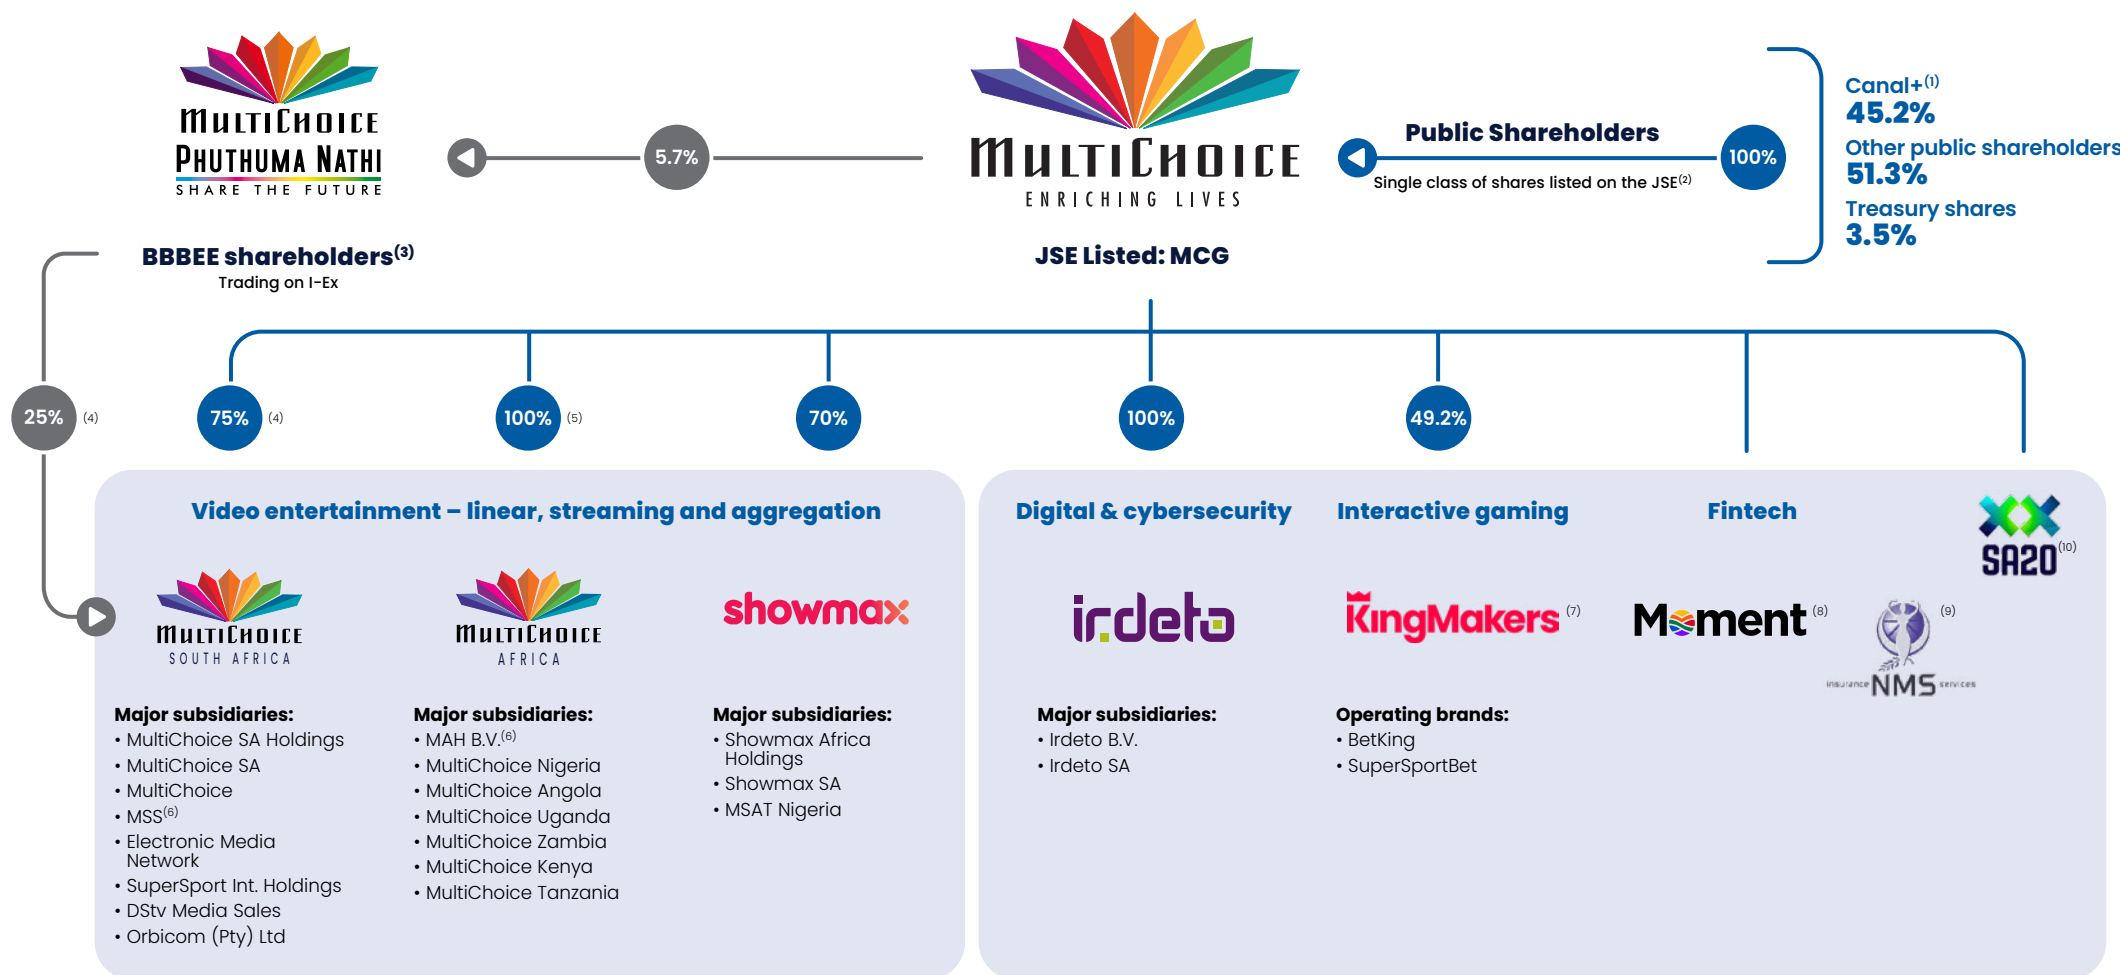 MULTICHOICE
PHUTHUMA NATHI
SHARE THE FUTURE
5.7%
MULTICHOICE
ENRICHING LIVES
Public Shareholders
Single class of shares listed on the JSE(2)
100%
Canal+(1)
45.2%
Other public shareholders
51.3%
Treasury shares
3.5%
BBBEE shareholders(3)
Trading on I-Ex
JSE Listed: MCG
25% (4)
75% (4)
100% (5)
70%
100%
49.2%
Video entertainment – linear, streaming and aggregation
MULTICHOICE
SOUTH AFRICA
Major subsidiaries:
• MultiChoice SA Holdings
• MultiChoice SA
• MultiChoice
• MSS(6)
• Electronic Media
Network
• SuperSport Int. Holdings
• DStv Media Sales
• Orbicom (Pty) Ltd
MULTICHOICE
AFRICA
Major subsidiaries:
• MAH B.V.(6)
• MultiChoice Nigeria
• MultiChoice Angola
• MultiChoice Uganda
• MultiChoice Zambia
• MultiChoice Kenya
• MultiChoice Tanzania
showmax
Major subsidiaries:
• Showmax Africa
Holdings
• Showmax SA
• MSAT Nigeria
Digital & cybersecurity
irdeto
Major subsidiaries:
• Irdeto B.V.
• Irdeto SA
Interactive gaming
KingMakers (7)
Operating brands:
• BetKing
• SuperSportBet
Fintech
Moment (8)
(9)
insurance NMS services
SA20(10)